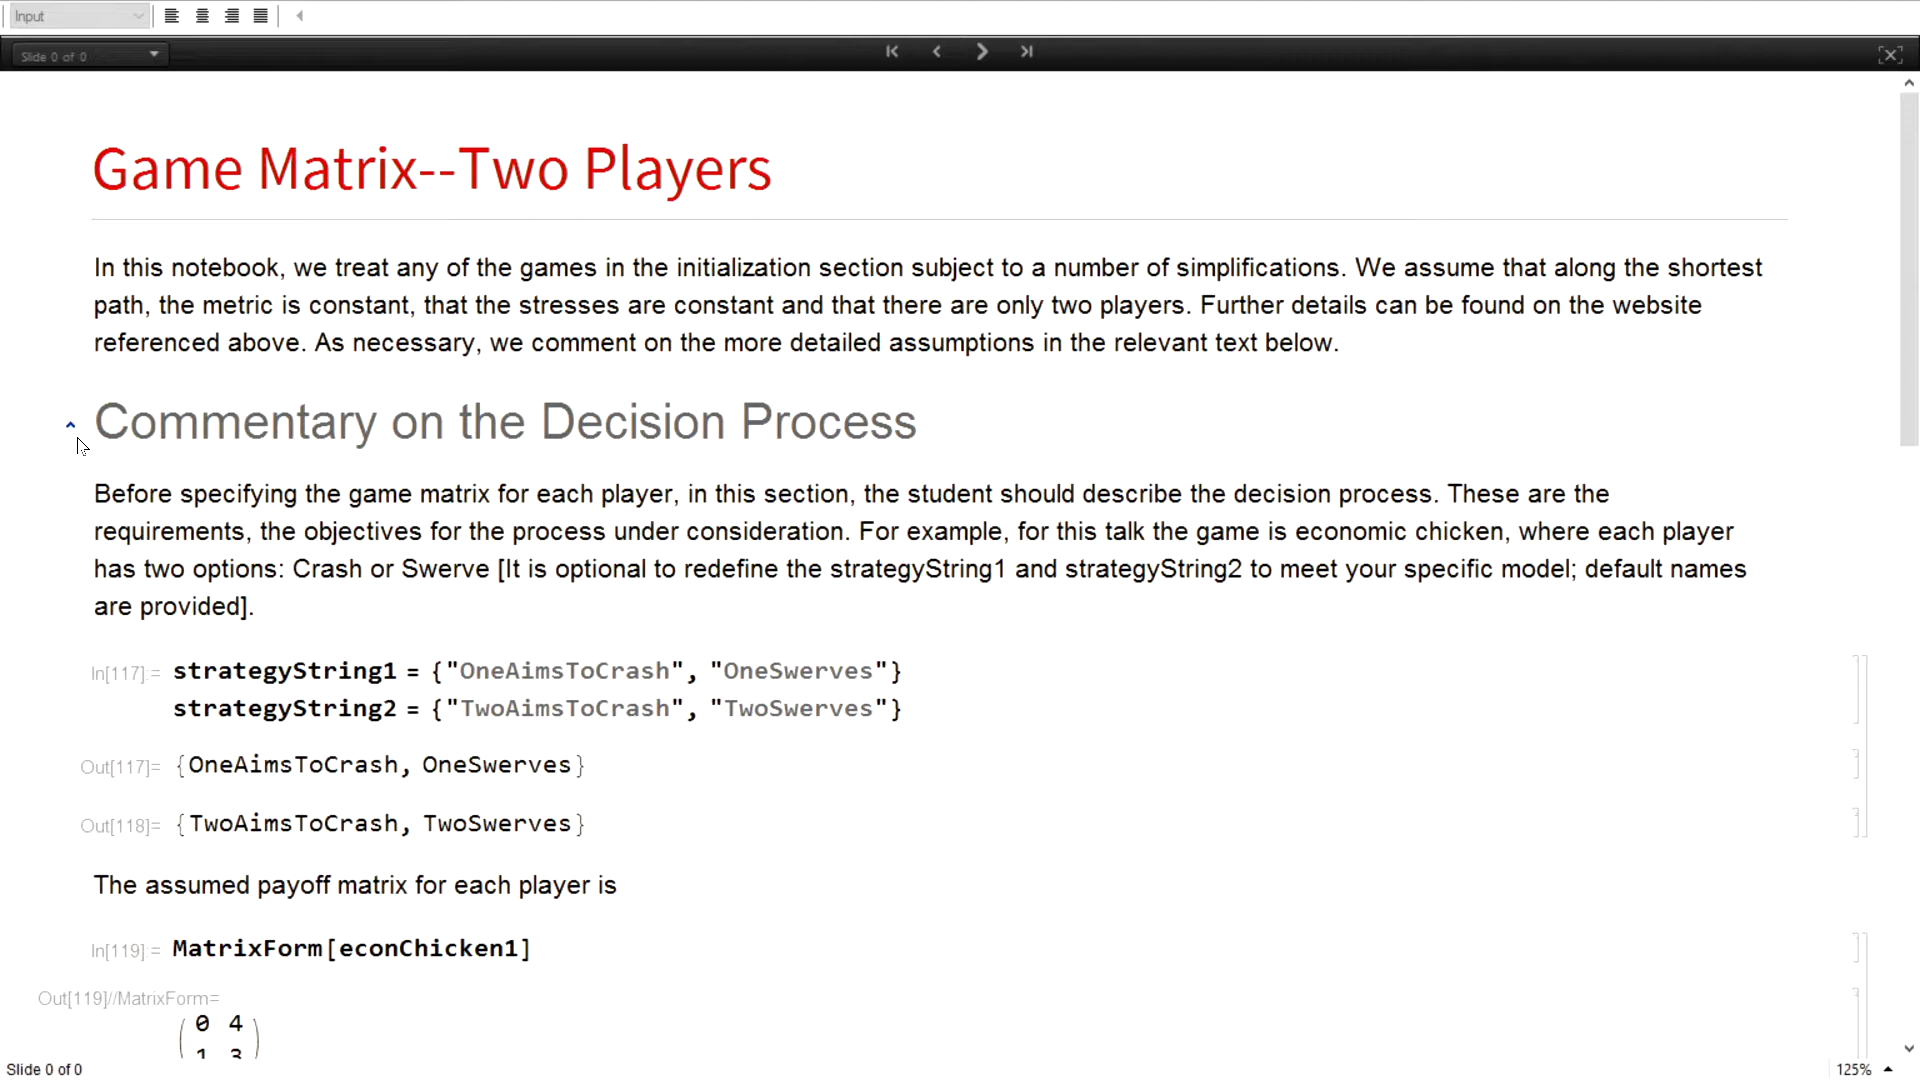 Input
Slide 0 of 0
Game Matrix--Two Players
In this notebook, we treat any of the games in the initialization section subject to a number of simplifications. We assume that along the shortest
path, the metric is constant, that the stresses are constant and that there are only two players. Further details can be found on the website
referenced above. As necessary, we comment on the more detailed assumptions in the relevant text below.
Commentary on the Decision Process
Before specifying the game matrix for each player, in this section, the student should describe the decision process. These are the
requirements, the objectives for the process under consideration. For example, for this talk the game is economic chicken, where each player
has two options: Crash or Swerve [It is optional to redefine the strategyString1 and strategyString2 to meet your specific model; default names
are provided].
In[117]:= strategyString1 = {"OneAimsToCrash", "OneSwerves"}
strategyString2 = {"TwoAimsToCrash", "TwoSwerves"}
Out[117]= {OneAimsToCrash, OneSwerves}
Out[118]= {TwoAimsToCrash, TwoSwerves}
The assumed payoff matrix for each player is
In[119]:= MatrixForm[econChicken1]
Out[119]//MatrixForm=
( 0 4 )
1 3
Slide 0 of 0
125%